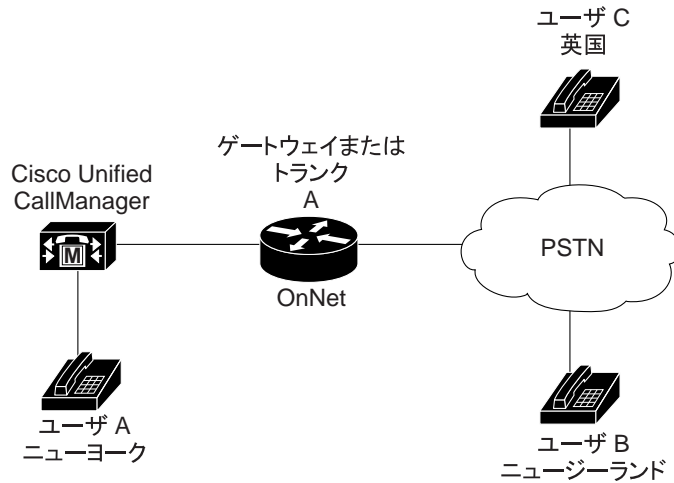 ユーザ C
英国
ゲートウェイまたは
トランク
A
Cisco Unified
CallManager
M
PSTN
OnNet
ユーザ A
ニューヨーク
ユーザ B
ニュージーランド